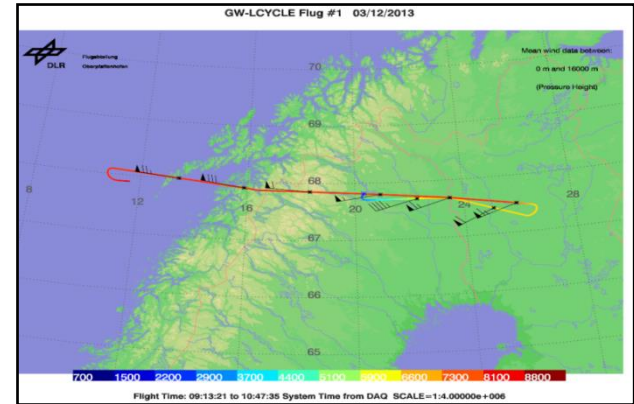 GW-LCYCLE Flug #1 03/12/2013
DLR
Flugabteilung
Oberpfaffenhofen
Mean wind data between:
0 m and 16000 m
(Pressure Height)
70
69
68
67
66
65
8
12
16
20
24
28
700 1500 2200 2900 3700 4400 5100 5900 6600 7300 8100 8800
Flight Time: 09:13:21 to 10:47:35 System Time from DAQ SCALE=1:4.00000e+006